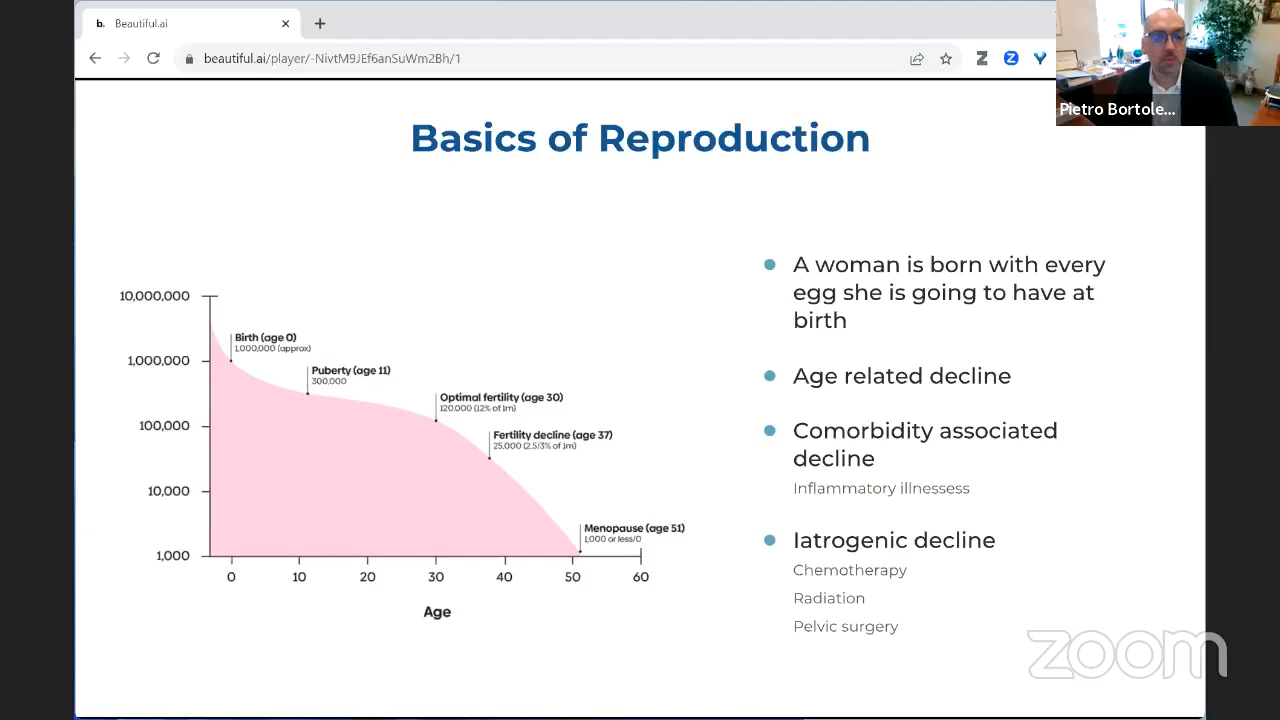 b. Beautiful.ai
beautiful.ai/player/-NivtM9JEf6anSuWm2Bh/1
Pietro Bortole...
Basics of Reproduction
10,000,000
1,000,000
100,000
10,000
1,000
Birth (age 0)
1,000,000 (approx)
Puberty (age 11)
300,000
Optimal fertility (age 30)
120,000 (12% of 1m)
Fertility decline (age 37)
25,000 (2.5/3% of 1m)
Menopause (age 51)
1,000 or less/0
0 10 20 30 40 50 60
Age
A woman is born with every
egg she is going to have at
birth
Age related decline
Comorbidity associated
decline
Inflammatory illnessess
Iatrogenic decline
Chemotherapy
Radiation
Pelvic surgery
zoom